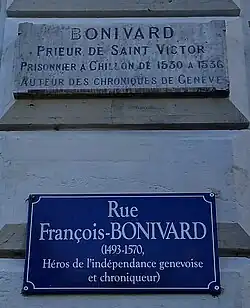 BONIVARD
PRIEUR DE SAINT VICTOR
PRISONNIER A CHILLON DE 1530 A 1536
AUTEUR DES CHRONIQUES DE GENEVE
Rue
François-BONIVARD
(1493-1570,
Héros de l'indépendance genevoise
et chroniqueur)